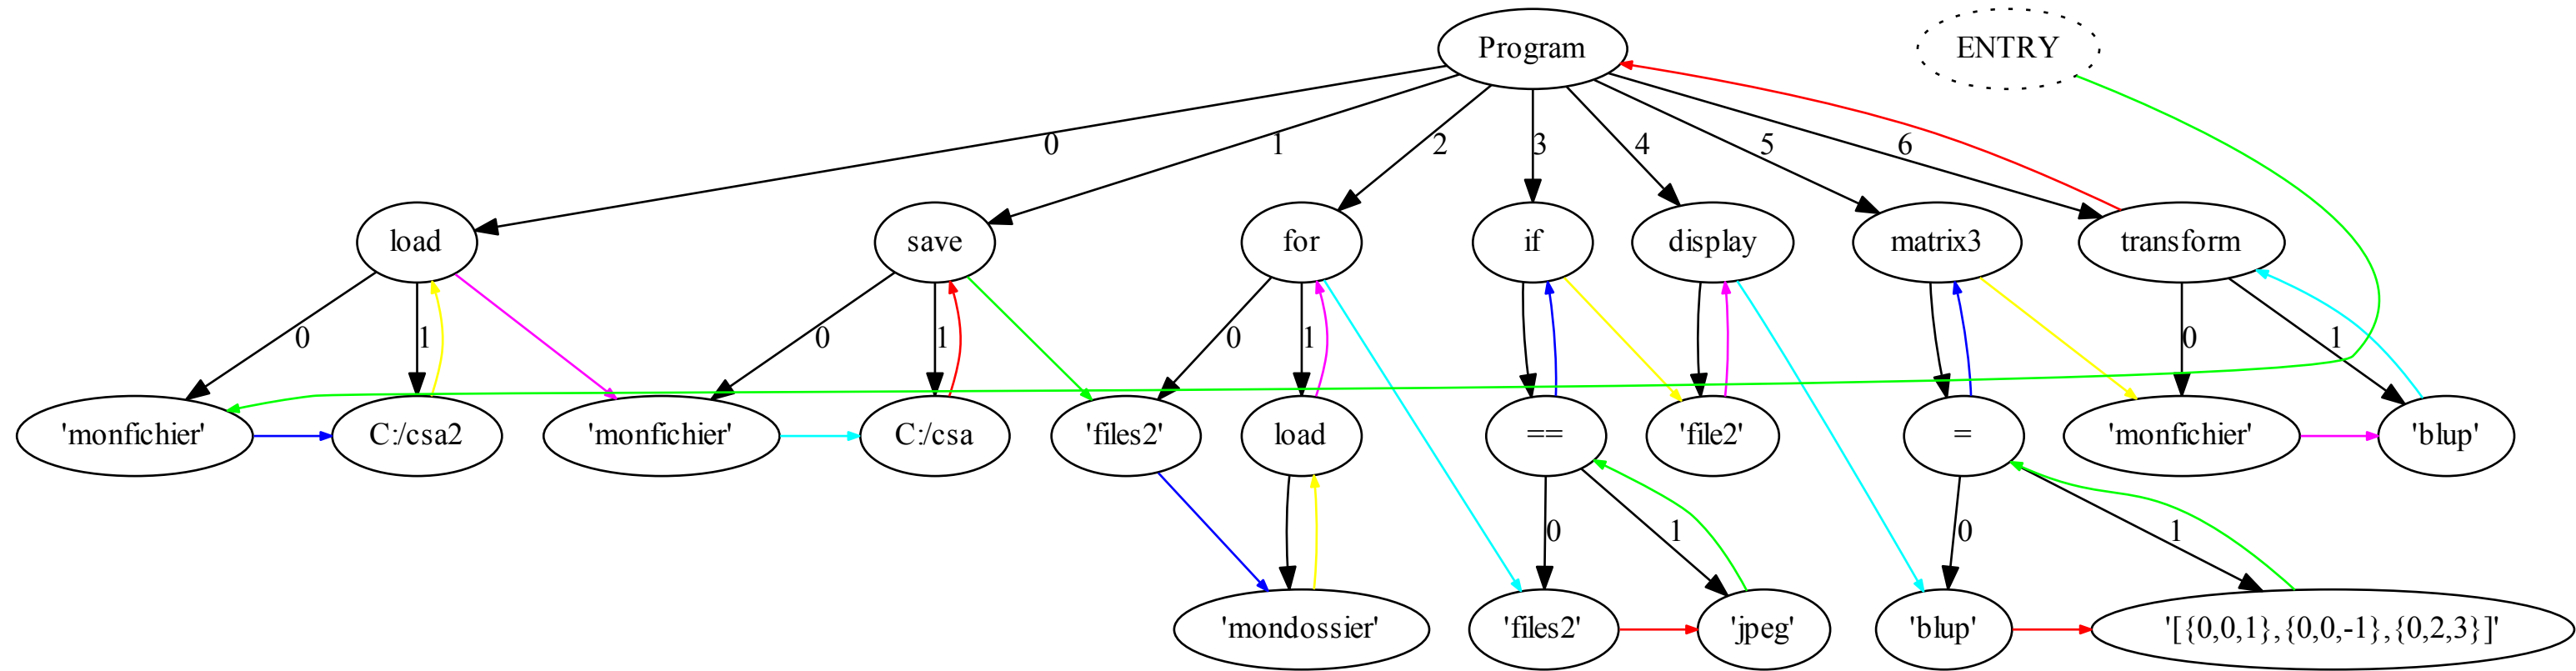 Program
ENTRY
0
1
2
3
4
5
6
load
save
for
if
display
matrix3
transform
0
1
0
1
0
1
0
1
'monfichier'
C:/csa2
'monfichier'
C:/csa
'files2'
load
==
'file2'
=
'monfichier'
'blup'
0
1
0
1
'mondossier'
'files2'
'jpeg'
'blup'
'[{0,0,1},{0,0,-1},{0,2,3}]'